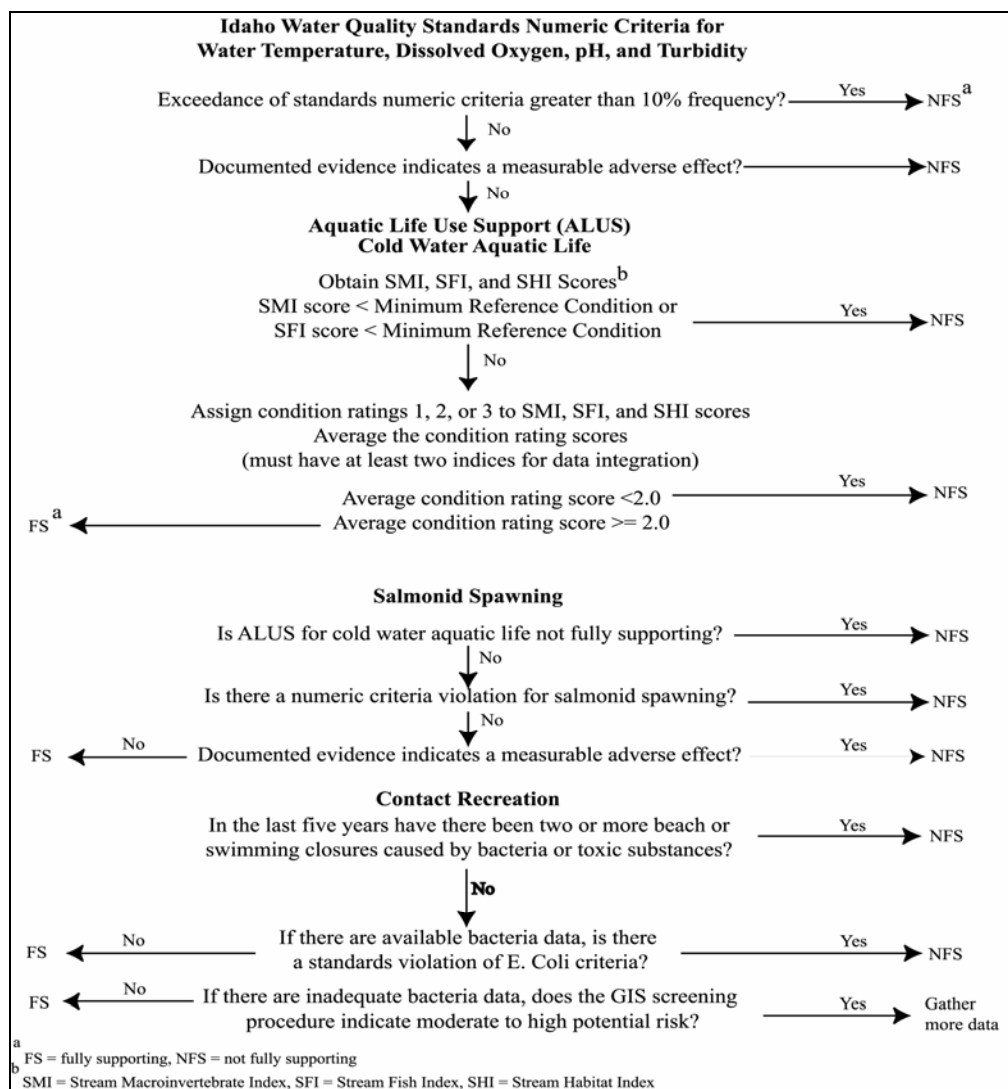 Idaho Water Quality Standards Numeric Criteria for
Water Temperature, Dissolved Oxygen, pH, and Turbidity
Exceedance of standards numeric criteria greater than 10% frequency? Yes NFS a
No
Documented evidence indicates a measurable adverse effect? NFS
No
Aquatic Life Use Support (ALUS)
Cold Water Aquatic Life
Obtain SMI, SFI, and SHI Scores b
SMI score < Minimum Reference Condition or
SFI score < Minimum Reference Condition Yes NFS
No
Assign condition ratings 1, 2, or 3 to SMI, SFI, and SHI scores
Average the condition rating scores
(must have at least two indices for data integration)
Average condition rating score <2.0 Yes NFS
FS a Average condition rating score >= 2.0
Salmonid Spawning
Is ALUS for cold water aquatic life not fully supporting? Yes NFS
No
Is there a numeric criteria violation for salmonid spawning? Yes NFS
No
FS No Documented evidence indicates a measurable adverse effect? Yes NFS
Contact Recreation
In the last five years have there been two or more beach or
swimming closures caused by bacteria or toxic substances? Yes NFS
No
FS No If there are available bacteria data, is there
a standards violation of E. Coli criteria? Yes NFS
FS No If there are inadequate bacteria data, does the GIS screening
procedure indicate moderate to high potential risk? Yes Gather
more data
a FS = fully supporting, NFS = not fully supporting
b SMI = Stream Macroinvertebrate Index, SFI = Stream Fish Index, SHI = Stream Habitat Index